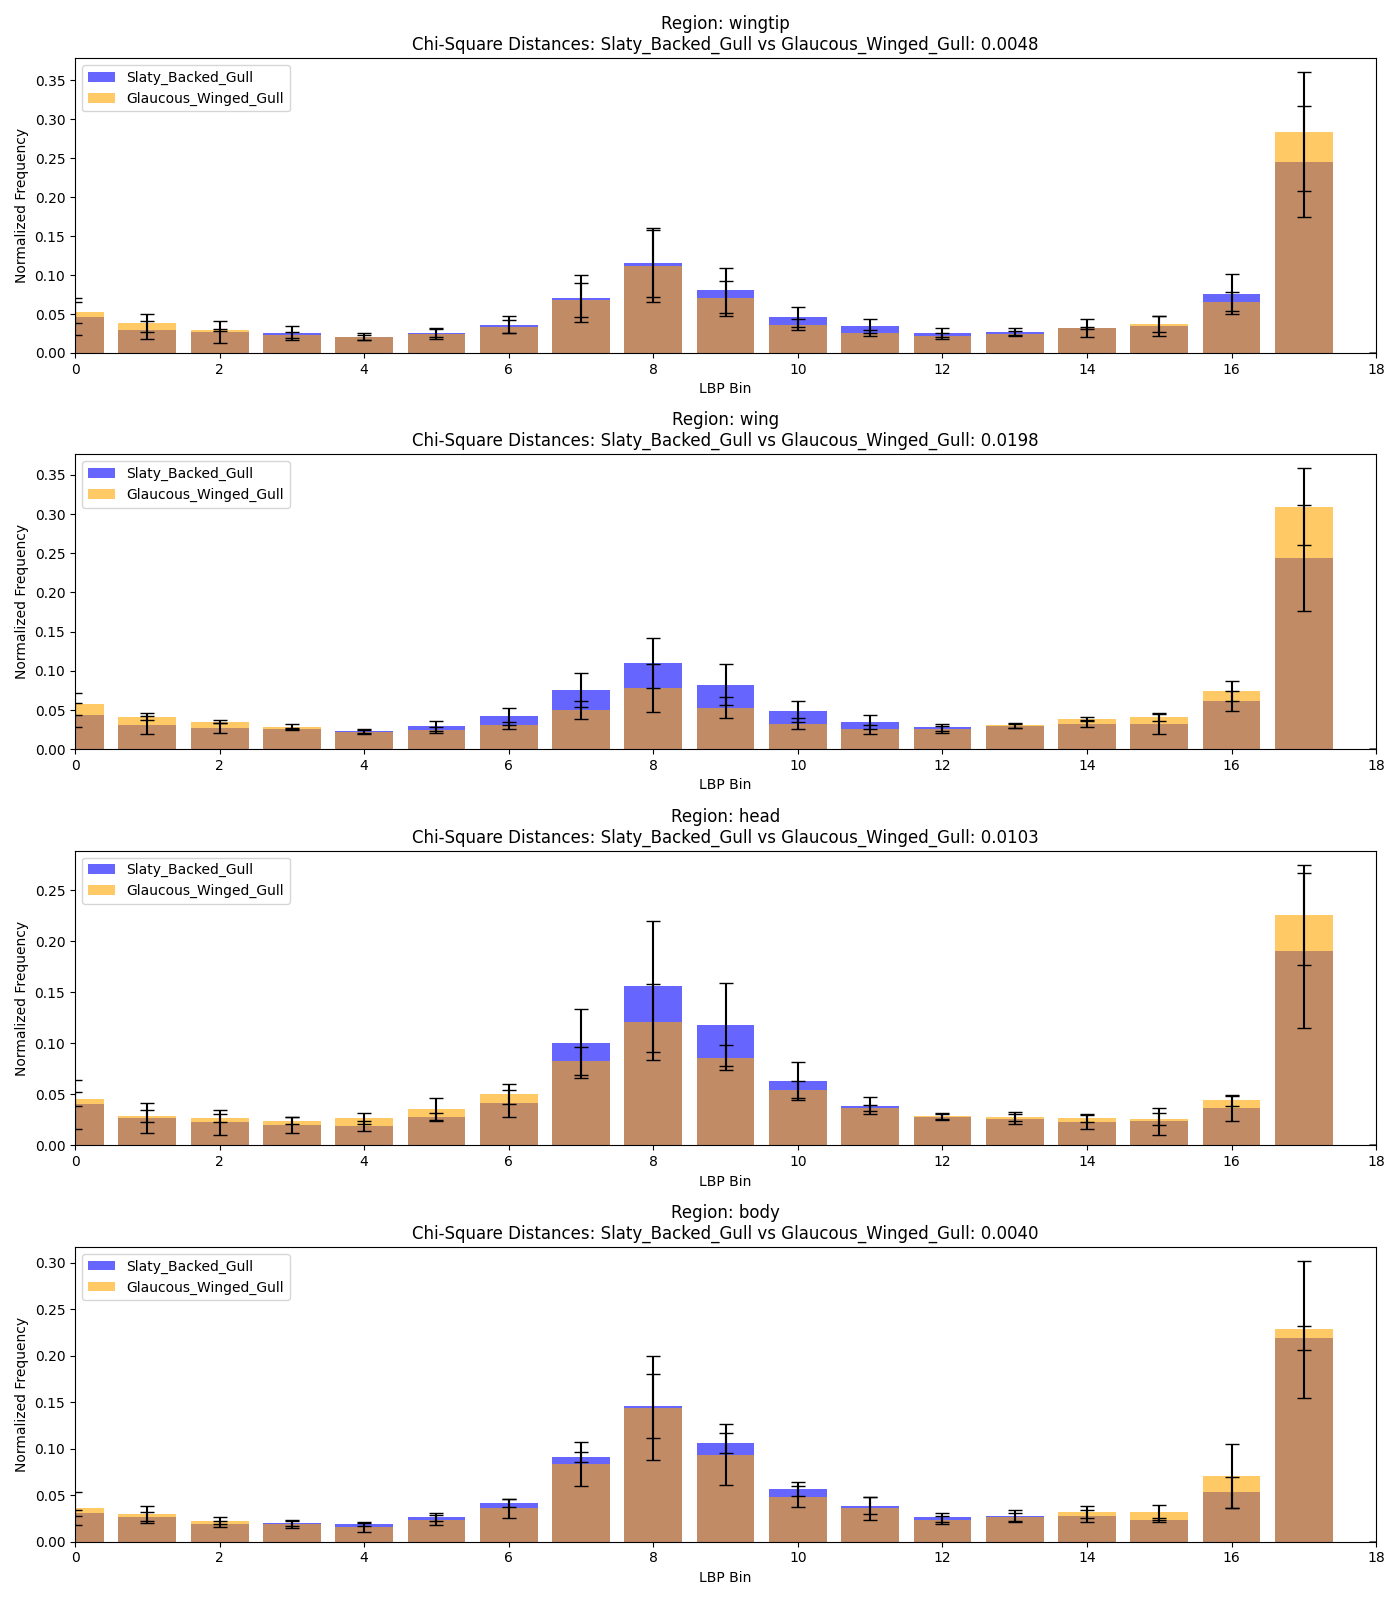 Region: wingtip
Chi-Square Distances: Slaty_Backed_Gull vs Glaucous_Winged_Gull: 0.0048
Slaty_Backed_Gull
Glaucous_Winged_Gull
Normalized Frequency
0.35
0.30
0.25
0.20
0.15
0.10
0.05
0.00
0 2 4 6 8 10 12 14 16 18
LBP Bin
Region: wing
Chi-Square Distances: Slaty_Backed_Gull vs Glaucous_Winged_Gull: 0.0198
Slaty_Backed_Gull
Glaucous_Winged_Gull
Normalized Frequency
0.35
0.30
0.25
0.20
0.15
0.10
0.05
0.00
0 2 4 6 8 10 12 14 16 18
LBP Bin
Region: head
Chi-Square Distances: Slaty_Backed_Gull vs Glaucous_Winged_Gull: 0.0103
Slaty_Backed_Gull
Glaucous_Winged_Gull
Normalized Frequency
0.25
0.20
0.15
0.10
0.05
0.00
0 2 4 6 8 10 12 14 16 18
LBP Bin
Region: body
Chi-Square Distances: Slaty_Backed_Gull vs Glaucous_Winged_Gull: 0.0040
Slaty_Backed_Gull
Glaucous_Winged_Gull
Normalized Frequency
0.30
0.25
0.20
0.15
0.10
0.05
0.00
0 2 4 6 8 10 12 14 16 18
LBP Bin